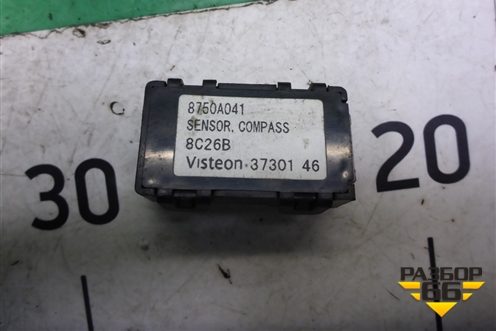 8750A041
SENSOR, COMPASS
8C26B
Visteon 37301 46
30
20
РАЗБОР
66